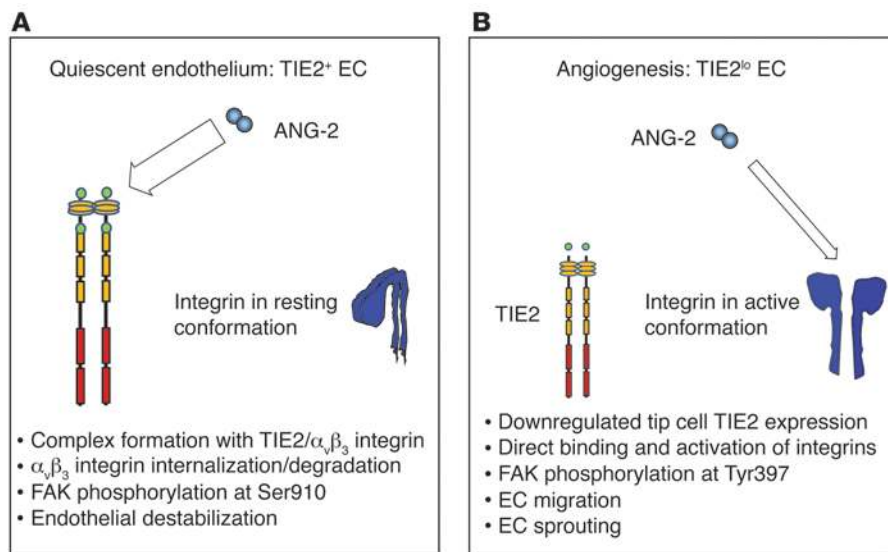 A
Quiescent endothelium: TIE2⁺ EC
ANG-2
Integrin in resting
conformation
• Complex formation with TIE2/αᵥβ₃ integrin
• αᵥβ₃ integrin internalization/degradation
• FAK phosphorylation at Ser910
• Endothelial destabilization
B
Angiogenesis: TIE2ˡᵒ EC
ANG-2
TIE2
Integrin in active
conformation
• Downregulated tip cell TIE2 expression
• Direct binding and activation of integrins
• FAK phosphorylation at Tyr397
• EC migration
• EC sprouting